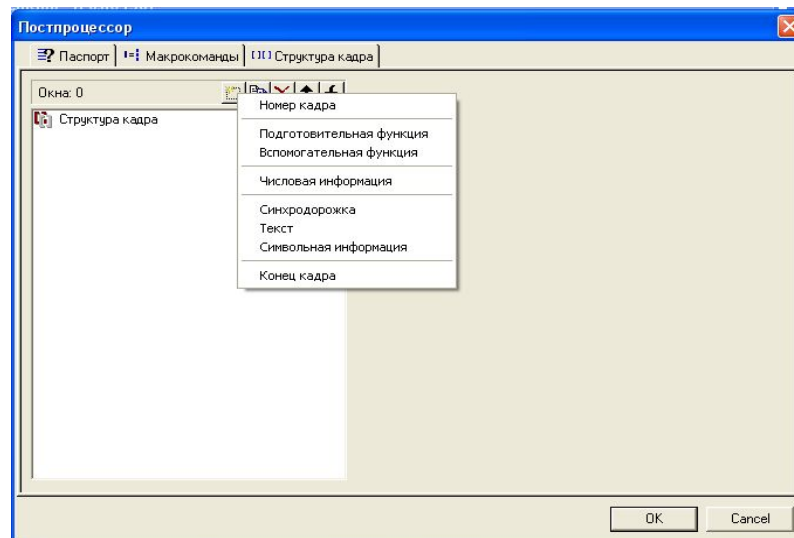 Постпроцессор
Паспорт Макрокоманды Структура кадра
Окна: 0
Структура кадра
Номер кадра
Подготовительная функция
Вспомогательная функция
Числовая информация
Синхродорожка
Текст
Символьная информация
Конец кадра
OK Cancel